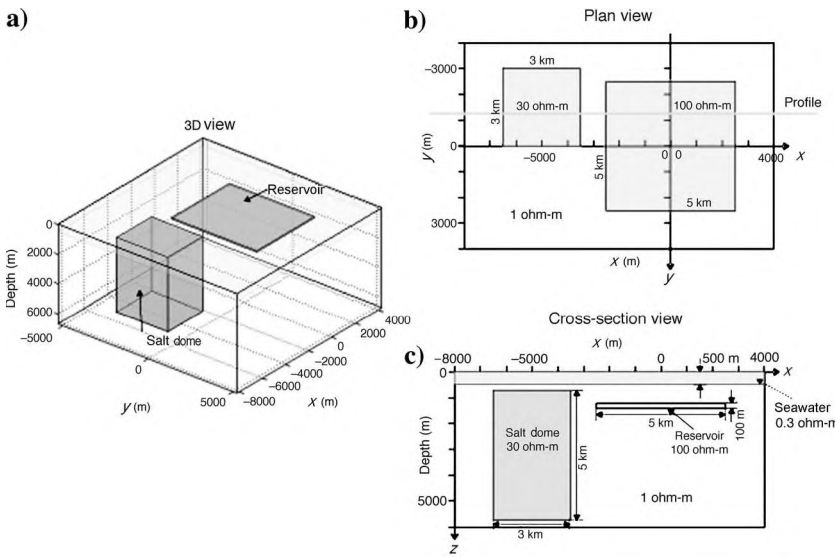 a)
3D view
Reservoir
Salt dome
Depth (m)
0
2000
4000
6000
−5000
0
5000
y (m)
−8000
−6000
−4000
−2000
0
2000
4000
x (m)
b)
Plan view
−3000
0
3000
y (m)
3 km
3 km
30 ohm-m
100 ohm-m
Profile
−5000
0 0
4000
x
5 km
5 km
1 ohm-m
x (m)
y
Cross-section view
c)
x (m)
−8000
−5000
0
500 m
4000
x
0
5000
Depth (m)
Seawater
0.3 ohm-m
Salt dome
30 ohm-m
5 km
3 km
5 km
Reservoir
100 ohm-m
100 m
1 ohm-m
z